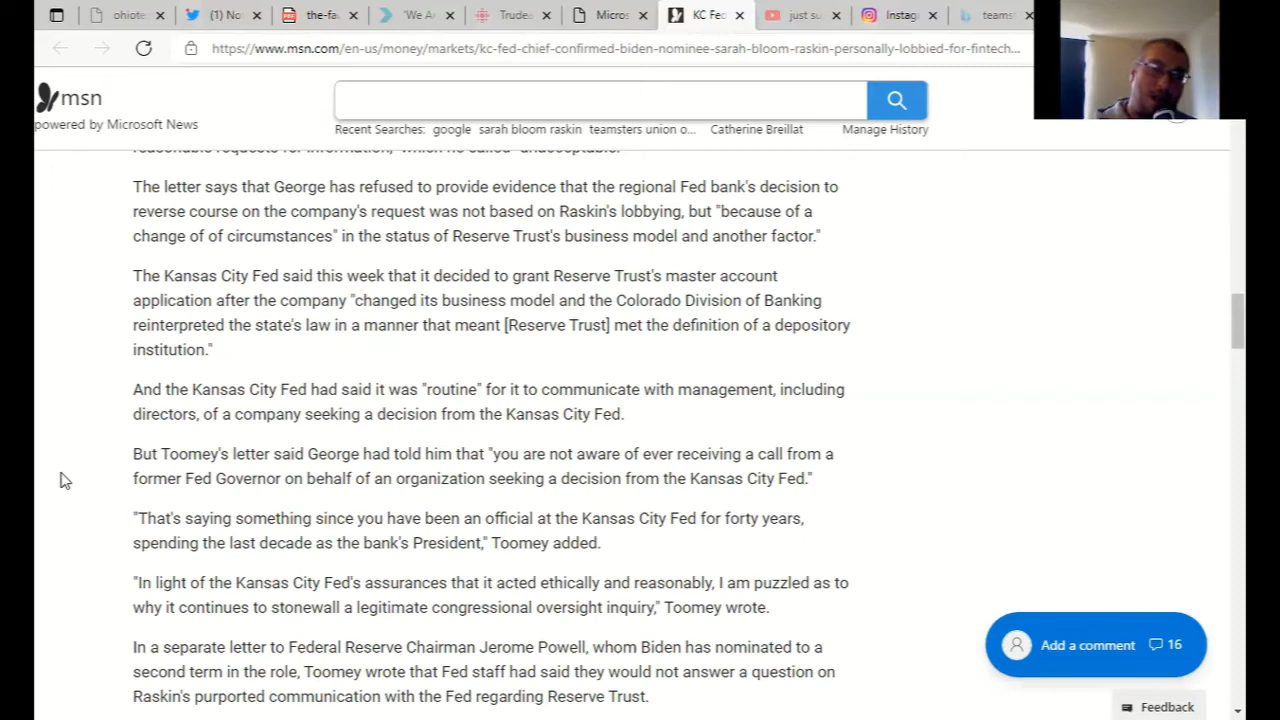 ohiote
(1) No
PDF
the-fa
"We A
Trude
Micros
KC Fec
just s
Instag
teams
https://www.msn.com/en-us/money/markets/kc-fed-chief-confirmed-biden-nominee-sarah-bloom-raskin-personally-lobbied-for-fintech...
msn
powered by Microsoft News
Recent Searches: google sarah bloom raskin teamsters union o... Catherine Breillat Manage History
The letter says that George has refused to provide evidence that the regional Fed bank's decision to
reverse course on the company's request was not based on Raskin's lobbying, but "because of a
change of of circumstances" in the status of Reserve Trust's business model and another factor."
The Kansas City Fed said this week that it decided to grant Reserve Trust's master account
application after the company "changed its business model and the Colorado Division of Banking
reinterpreted the state's law in a manner that meant [Reserve Trust] met the definition of a depository
institution."
And the Kansas City Fed had said it was "routine" for it to communicate with management, including
directors, of a company seeking a decision from the Kansas City Fed.
But Toomey's letter said George had told him that "you are not aware of ever receiving a call from a
former Fed Governor on behalf of an organization seeking a decision from the Kansas City Fed."
"That's saying something since you have been an official at the Kansas City Fed for forty years,
spending the last decade as the bank's President," Toomey added.
"In light of the Kansas City Fed's assurances that it acted ethically and reasonably, I am puzzled as to
why it continues to stonewall a legitimate congressional oversight inquiry," Toomey wrote.
In a separate letter to Federal Reserve Chairman Jerome Powell, whom Biden has nominated to a
second term in the role, Toomey wrote that Fed staff had said they would not answer a question on
Raskin's purported communication with the Fed regarding Reserve Trust.
Add a comment 16
Feedback